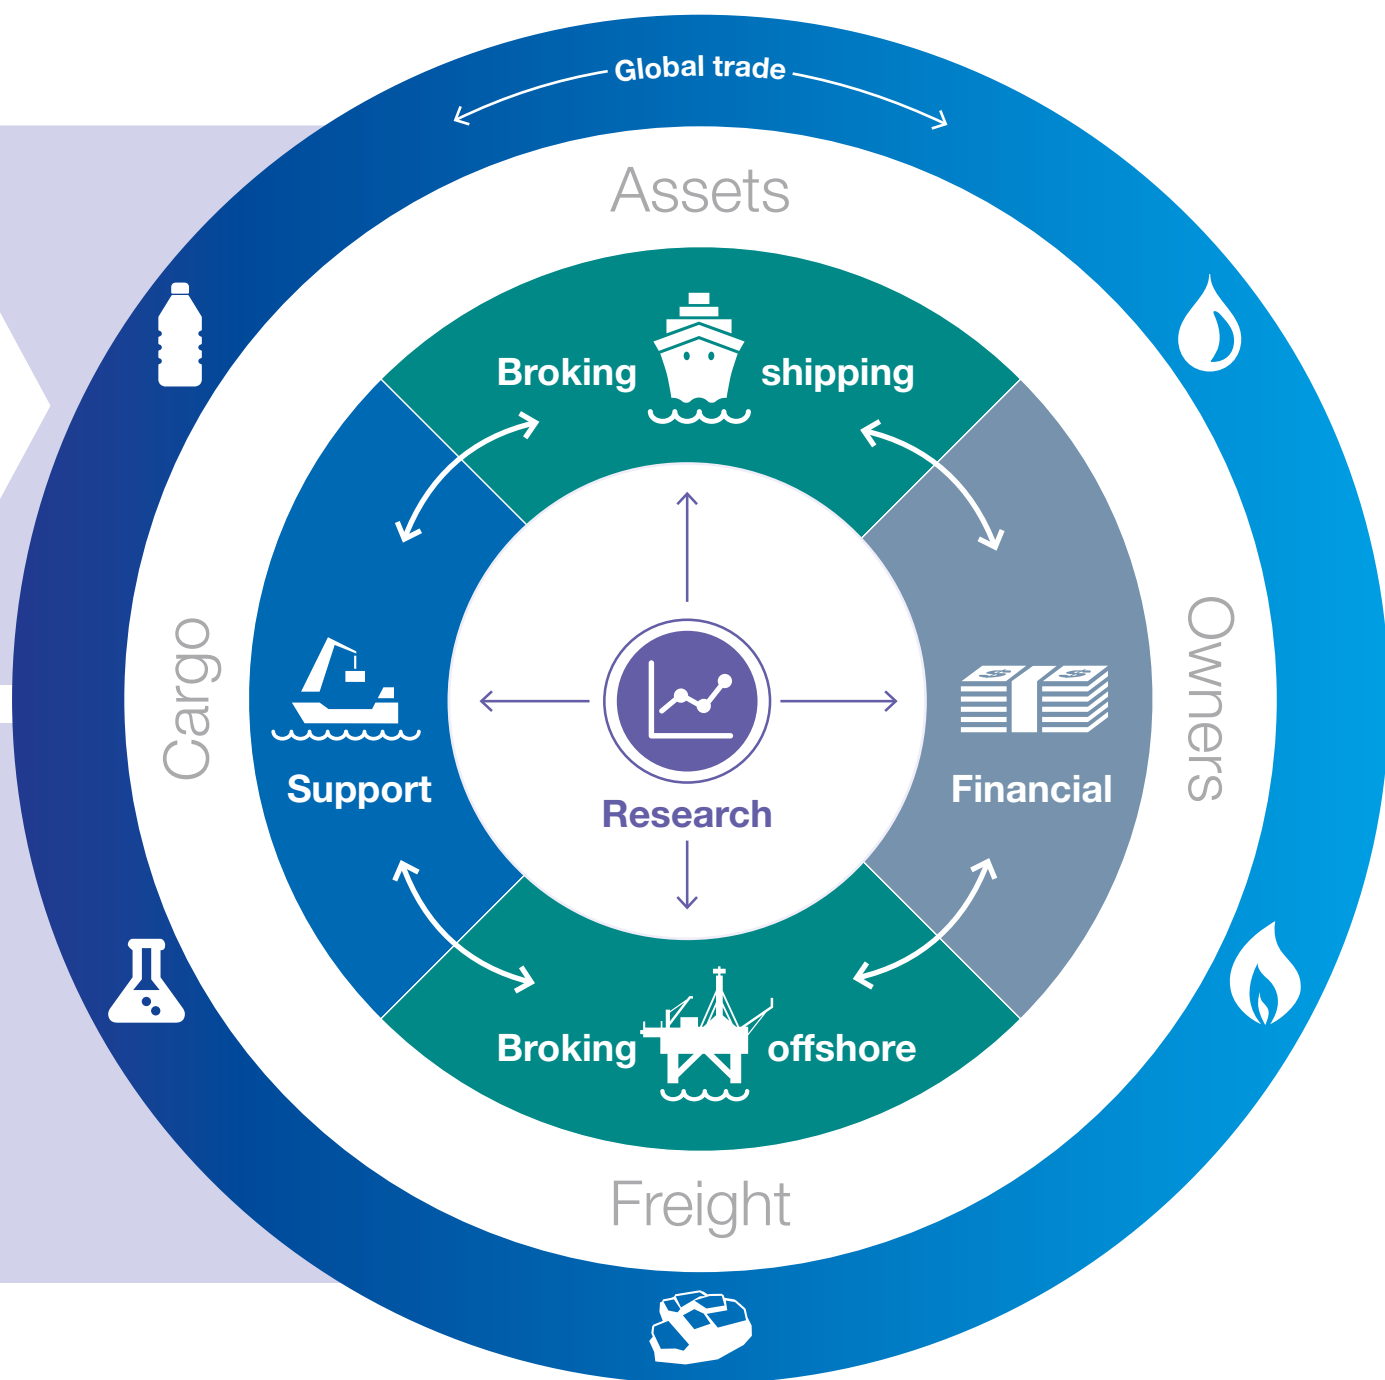 Global trade
Assets
Broking shipping
Cargo
Owners
Support
Financial
Research
Broking offshore
Freight